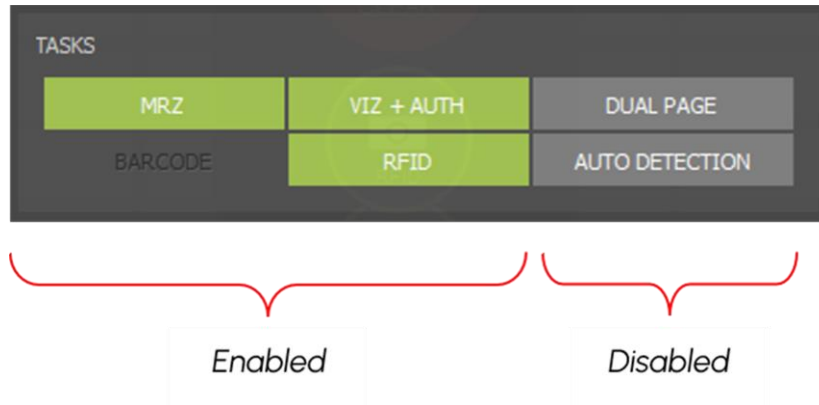 TASKS
MRZ VIZ + AUTH DUAL PAGE
BARCODE RFID AUTO DETECTION
Enabled Disabled